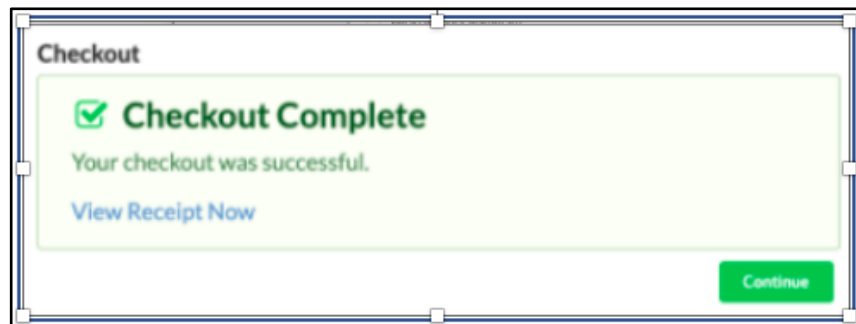 Checkout
Checkout Complete
Your checkout was successful.
View Receipt Now
Continue